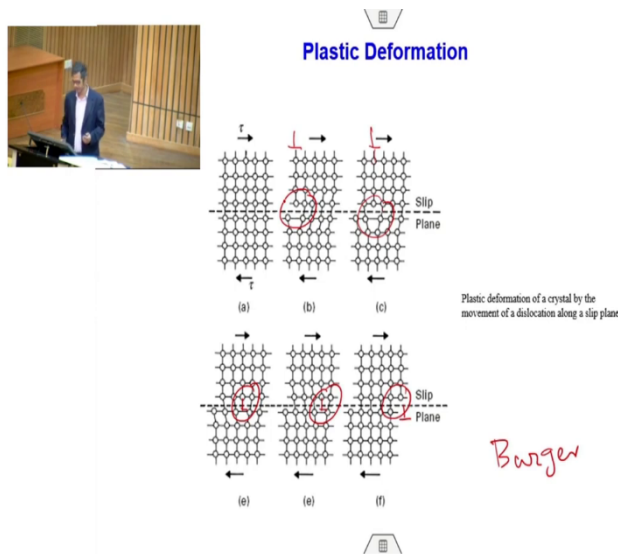 Plastic Deformation
τ
Slip
Plane
τ
(a) (b) (c)
Plastic deformation of a crystal by the
movement of a dislocation along a slip plane
Slip
Plane
(e) (e) (f)
Burger